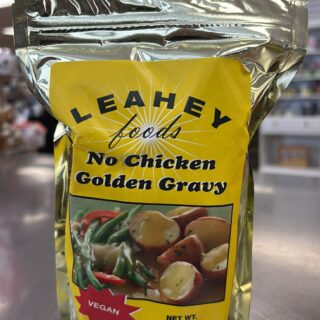 LEAHEY
foods
No Chicken
Golden Gravy
VEGAN
NET WT.